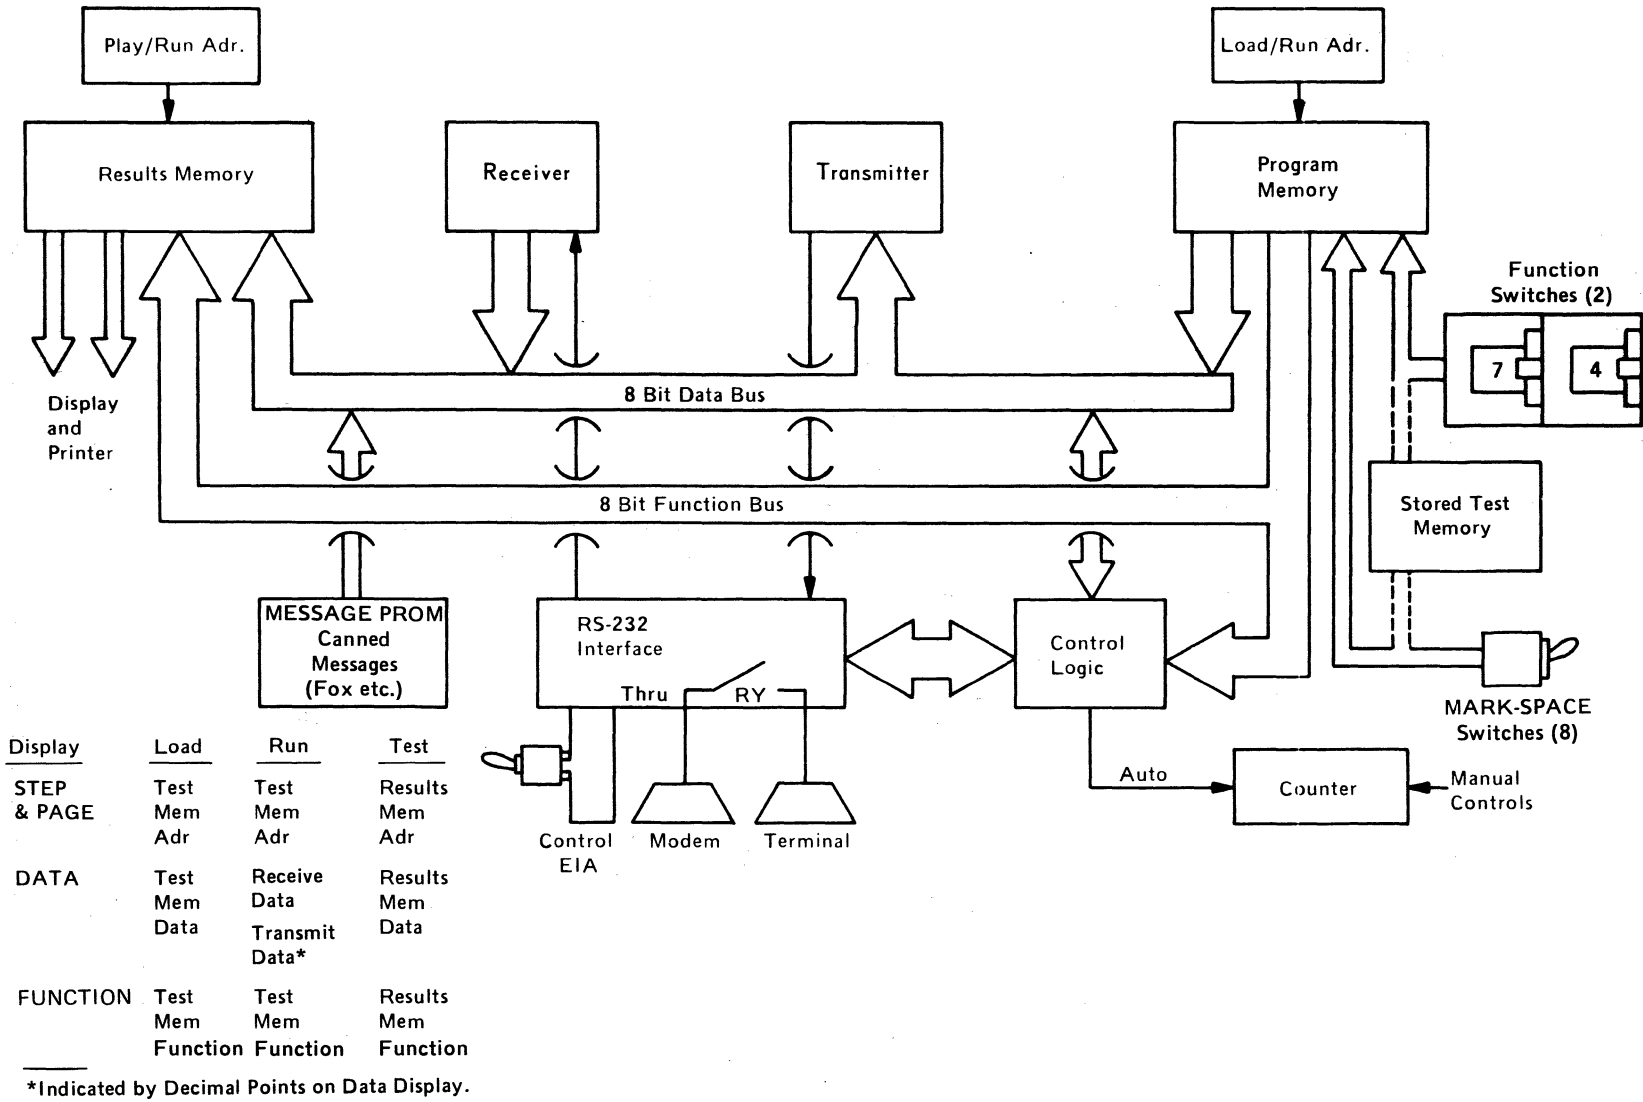 Play/Run Adr.
Load/Run Adr.
Results Memory
Receiver
Transmitter
Program
Memory
Function
Switches (2)
7
4
Display
and
Printer
8 Bit Data Bus
8 Bit Function Bus
Stored Test
Memory
MESSAGE PROM
Canned
Messages
(Fox etc.)
RS-232
Interface
Thru
RY
Control
Logic
MARK-SPACE
Switches (8)
Auto
Counter
Manual
Controls
Control
EIA
Modem
Terminal
Display Load Run Test
STEP Test Test Results
& PAGE Mem Mem Mem
Adr Adr Adr
DATA Test Receive Results
Mem Data Mem
Data Transmit Data
Data*
FUNCTION Test Test Results
Mem Mem Mem
Function Function Function
*Indicated by Decimal Points on Data Display.